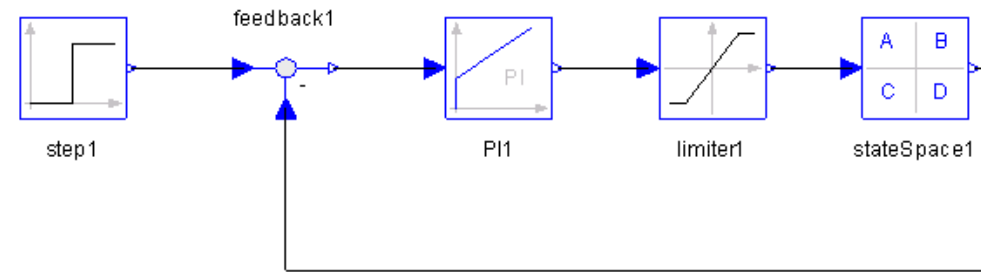 feedback1
-
PI
A B
C D
step1
PI1
limiter1
stateSpace1